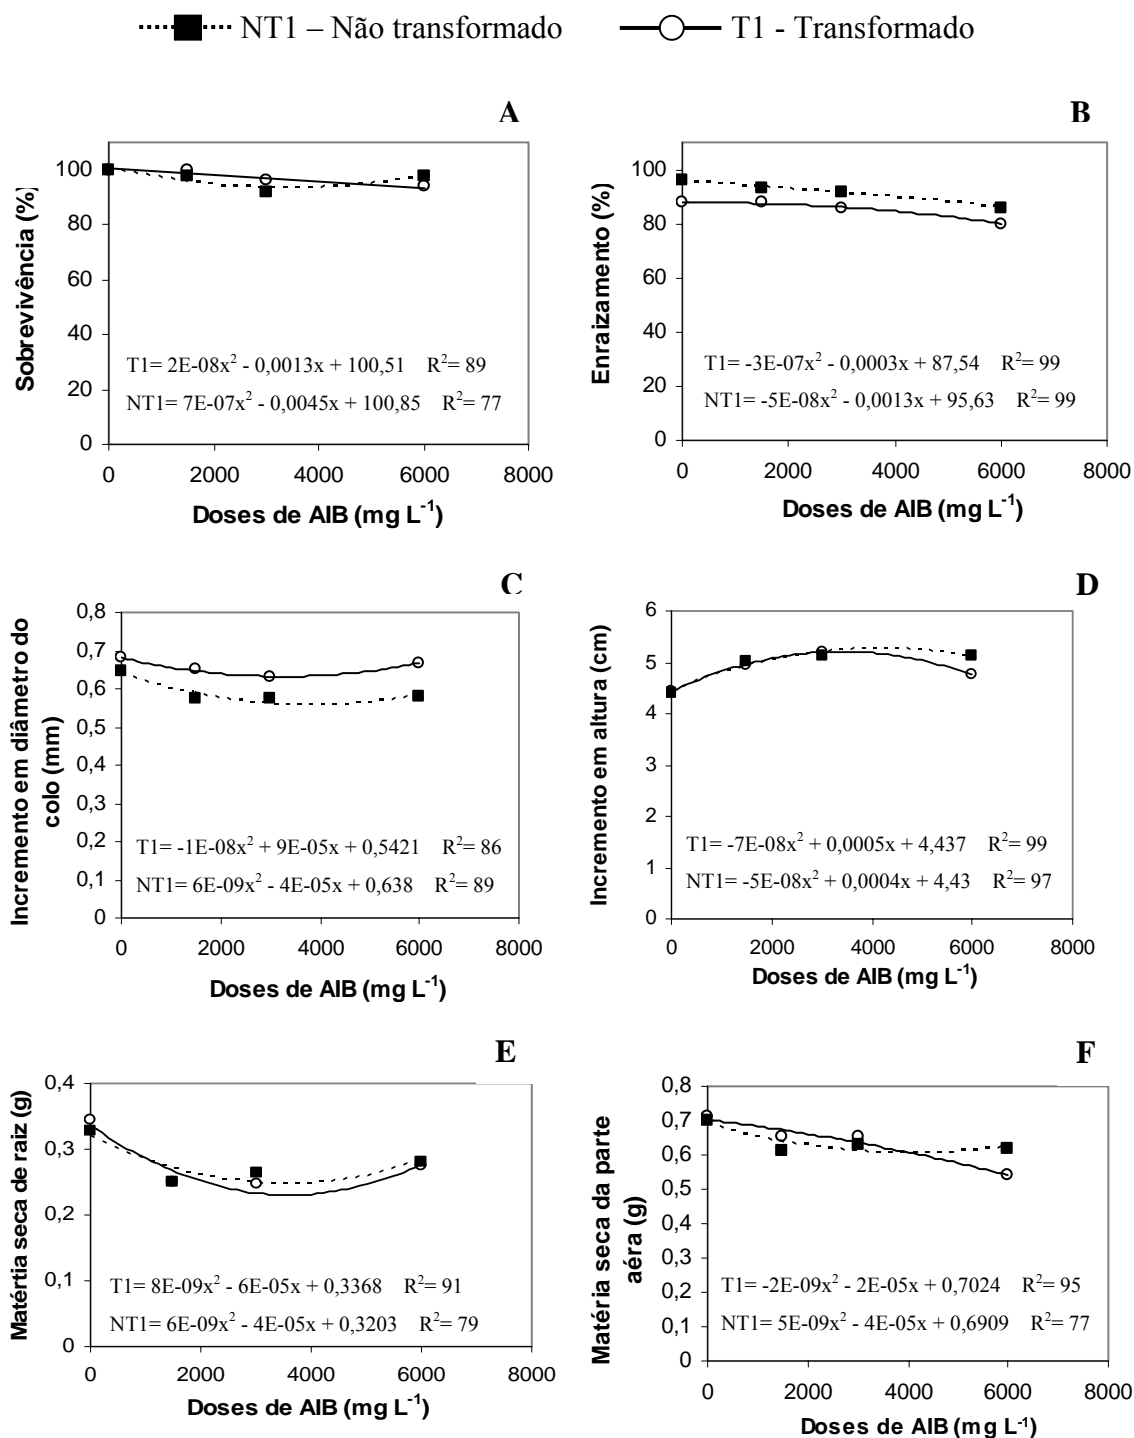 NT1 – Não transformado T1 - Transformado
A
Sobrevivência (%)
100
80
60
40
20
0
T1= 2E-08x² - 0,0013x + 100,51 R²= 89
NT1= 7E-07x² - 0,0045x + 100,85 R²= 77
0 2000 4000 6000 8000
Doses de AIB (mg L⁻¹)
B
Enraizamento (%)
100
80
60
40
20
0
T1= -3E-07x² - 0,0003x + 87,54 R²= 99
NT1= -5E-08x² - 0,0013x + 95,63 R²= 99
0 2000 4000 6000 8000
Doses de AIB (mg L⁻¹)
C
Incremento em diâmetro do
colo (mm)
0,8
0,7
0,6
0,5
0,4
0,3
0,2
0,1
0
T1= -1E-08x² + 9E-05x + 0,5421 R²= 86
NT1= 6E-09x² - 4E-05x + 0,638 R²= 89
0 2000 4000 6000 8000
Doses de AIB (mg L⁻¹)
D
Incremento em altura (cm)
6
5
4
3
2
1
0
T1= -7E-08x² + 0,0005x + 4,437 R²= 99
NT1= -5E-08x² + 0,0004x + 4,43 R²= 97
0 2000 4000 6000 8000
Doses de AIB (mg L⁻¹)
E
Matértia seca de raiz (g)
0,4
0,3
0,2
0,1
0
T1= 8E-09x² - 6E-05x + 0,3368 R²= 91
NT1= 6E-09x² - 4E-05x + 0,3203 R²= 79
0 2000 4000 6000 8000
Doses de AIB (mg L⁻¹)
F
Matéria seca da parte
aéra (g)
0,8
0,7
0,6
0,5
0,4
0,3
0,2
0,1
0
T1= -2E-09x² - 2E-05x + 0,7024 R²= 95
NT1= 5E-09x² - 4E-05x + 0,6909 R²= 77
0 2000 4000 6000 8000
Doses de AIB (mg L⁻¹)